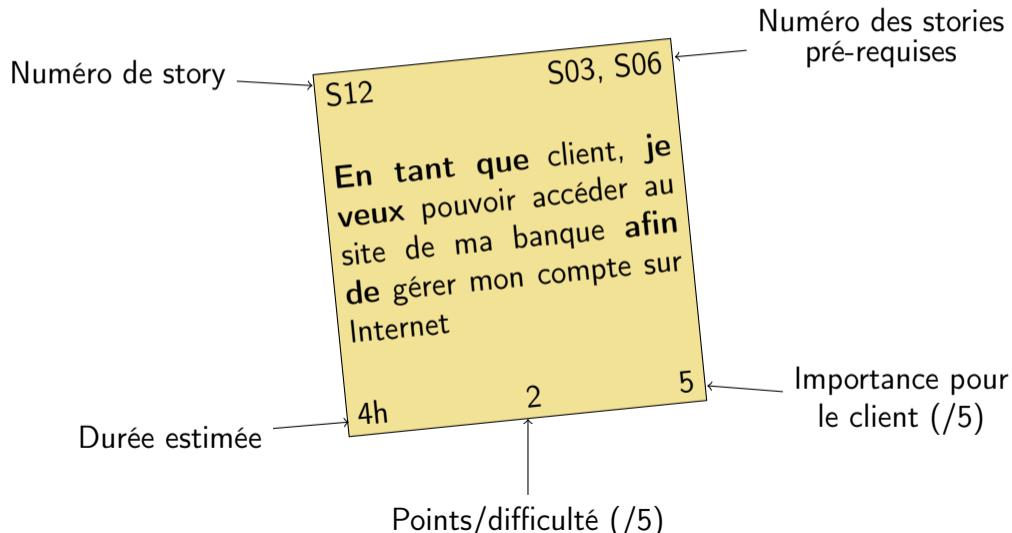 Numéro des stories
pré-requises
Numéro de story
S12
S03, S06
En tant que client, je
veux pouvoir accéder au
site de ma banque afin
de gérer mon compte sur
Internet
4h
2
5
Importance pour
le client (/5)
Durée estimée
Points/difficulté (/5)